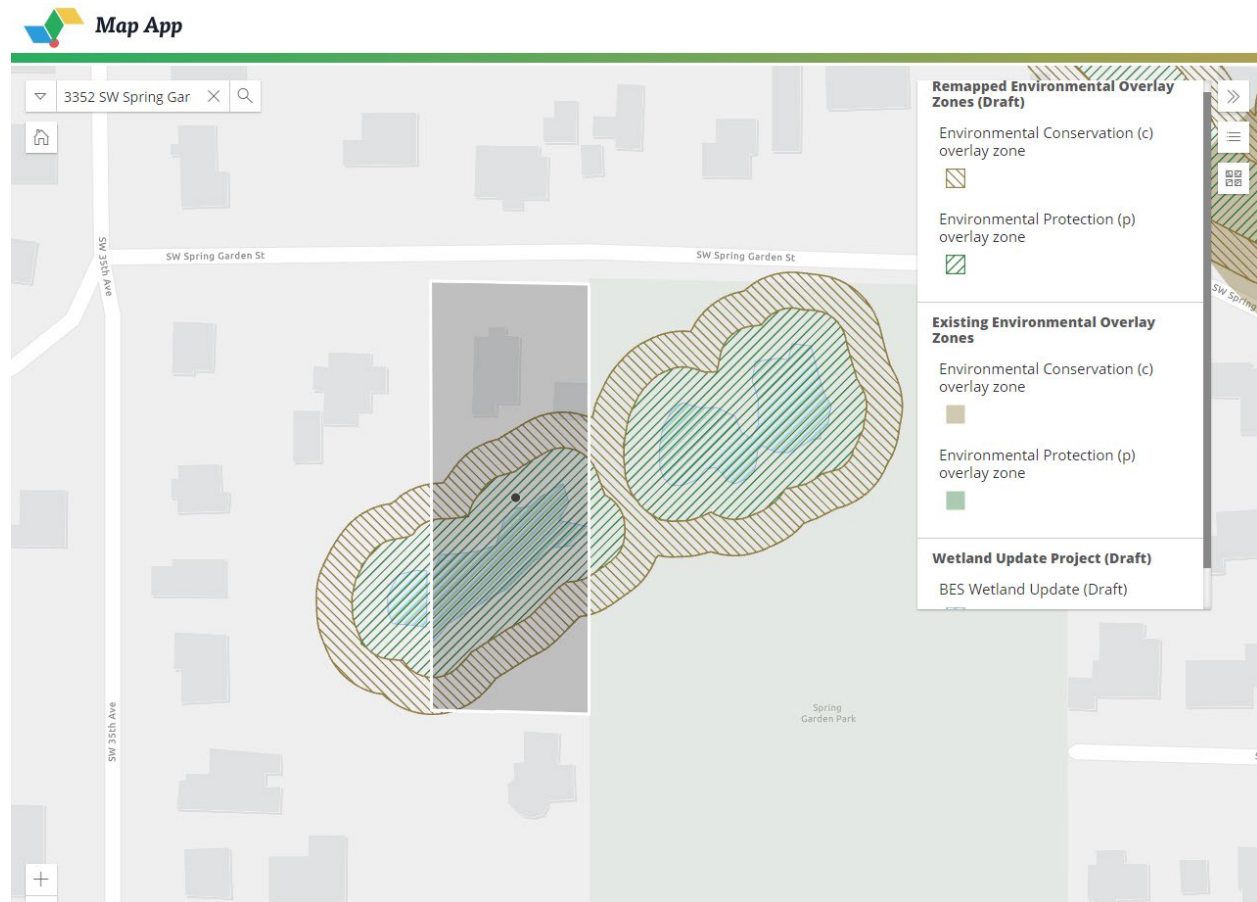 Map App
3352 SW Spring Gar
Remapped Environmental Overlay
Zones (Draft)
Environmental Conservation (c)
overlay zone
Environmental Protection (p)
overlay zone
Existing Environmental Overlay
Zones
Environmental Conservation (c)
overlay zone
Environmental Protection (p)
overlay zone
Wetland Update Project (Draft)
BES Wetland Update (Draft)
SW 35th Ave
SW Spring Garden St
SW Spring Garden St
SW Spring
Spring
Garden Park
SW 35th Ave